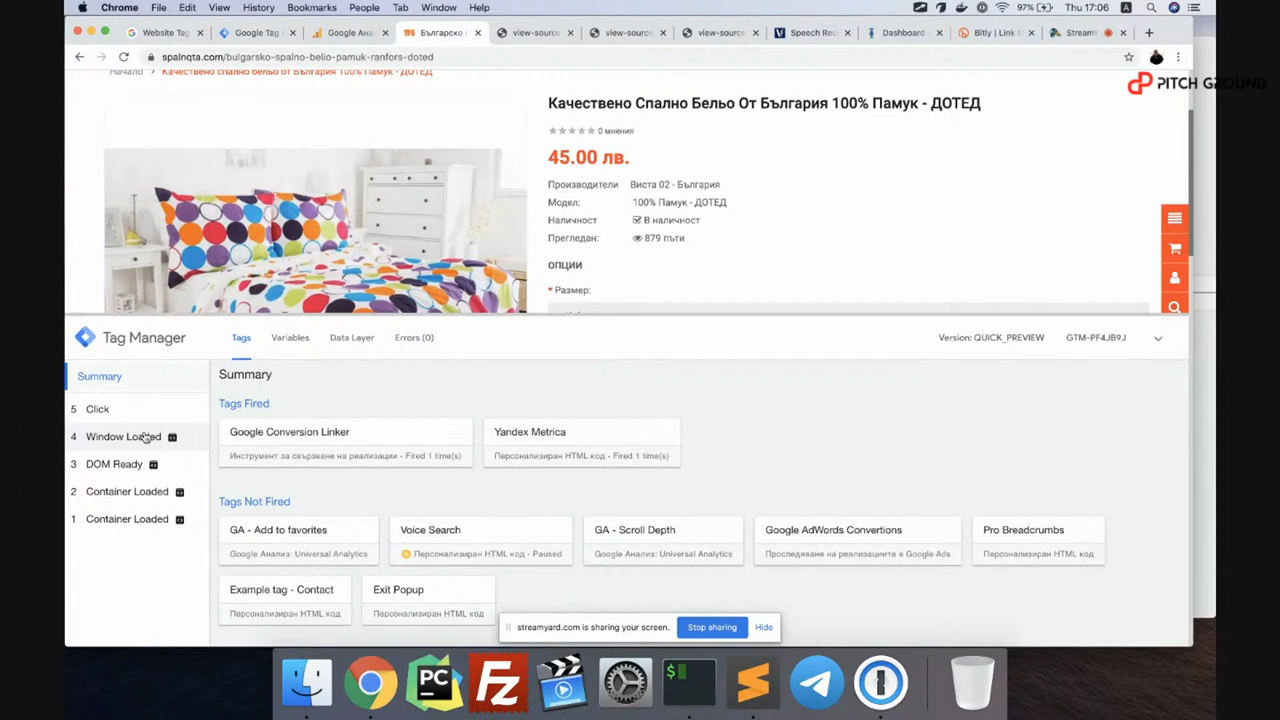 Chrome File Edit View History Bookmarks People Tab Window Help 97% Thu 17:06
Website Tag Google Tag Google Ана Българско view-source view-source view-source Speech Rec Dashboard - Bitly | Link M StreamY
spalnqta.com/bulgarsko-spalno-belio-pamuk-ranfors-doted
PITCH GROUND
Начало > Качествено спално бельо от България 100% Памук - ДОТЕД
Качествено Спално Бельо От България 100% Памук - ДОТЕД
0 мнения
45.00 лв.
Производители Виста 02 - България
Модел: 100% Памук - ДОТЕД
Наличност В наличност
Прегледан: 879 пъти
ОПЦИИ
* Размер:
Tag Manager Tags Variables Data Layer Errors (0) Version: QUICK_PREVIEW GTM-PF4JB9J
Summary
5 Click
4 Window Loaded
3 DOM Ready
2 Container Loaded
1 Container Loaded
Summary
Tags Fired
Google Conversion Linker
Инструмент за свързване на реализации - Fired 1 time(s)
Yandex Metrica
Персонализиран HTML код - Fired 1 time(s)
Tags Not Fired
GA - Add to favorites
Google Анализ: Universal Analytics
Voice Search
Персонализиран HTML код - Paused
GA - Scroll Depth
Google Анализ: Universal Analytics
Google AdWords Convertions
Проследяване на реализациите в Google Ads
Pro Breadcrumbs
Персонализиран HTML код
Example tag - Contact
Персонализиран HTML код
Exit Popup
Персонализиран HTML код
streamyard.com is sharing your screen. Stop sharing Hide
PC
Fz
$